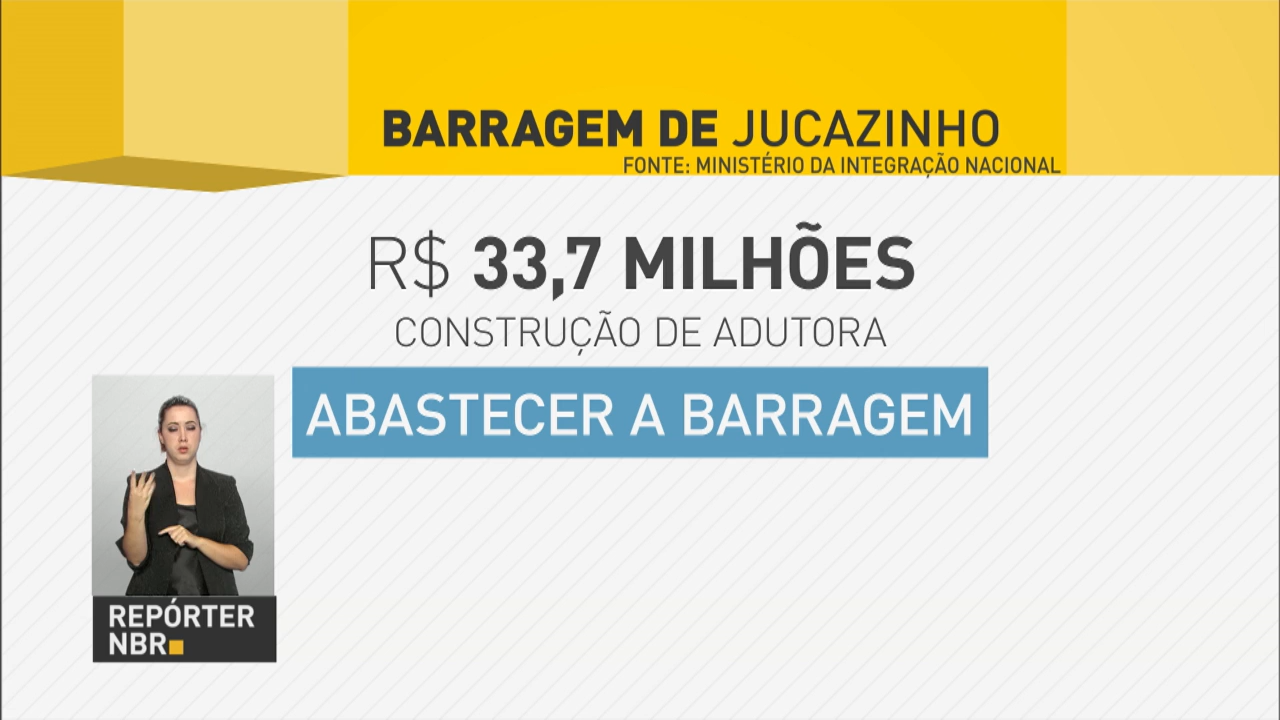 BARRAGEM DE JUCAZINHO
FONTE: MINISTÉRIO DA INTEGRAÇÃO NACIONAL
R$ 33,7 MILHÕES
CONSTRUÇÃO DE ADUTORA
ABASTECER A BARRAGEM
REPÓRTER
NBR